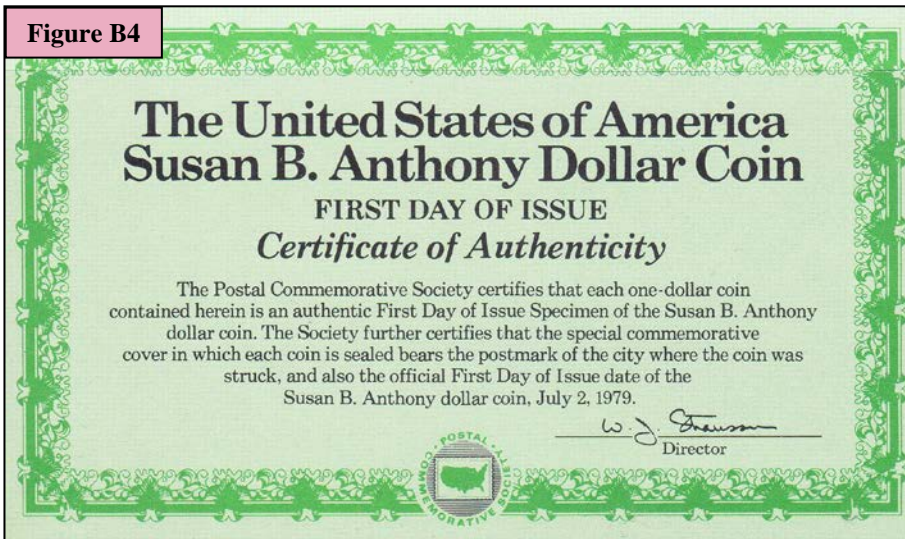 Figure B4
The United States of America
Susan B. Anthony Dollar Coin
FIRST DAY OF ISSUE
Certificate of Authenticity
The Postal Commemorative Society certifies that each one-dollar coin
contained herein is an authentic First Day of Issue Specimen of the Susan B. Anthony
dollar coin. The Society further certifies that the special commemorative
cover in which each coin is sealed bears the postmark of the city where the coin was
struck, and also the official First Day of Issue date of the
Susan B. Anthony dollar coin, July 2, 1979.
Director
POSTAL
COMMEMORATIVE SOCIETY